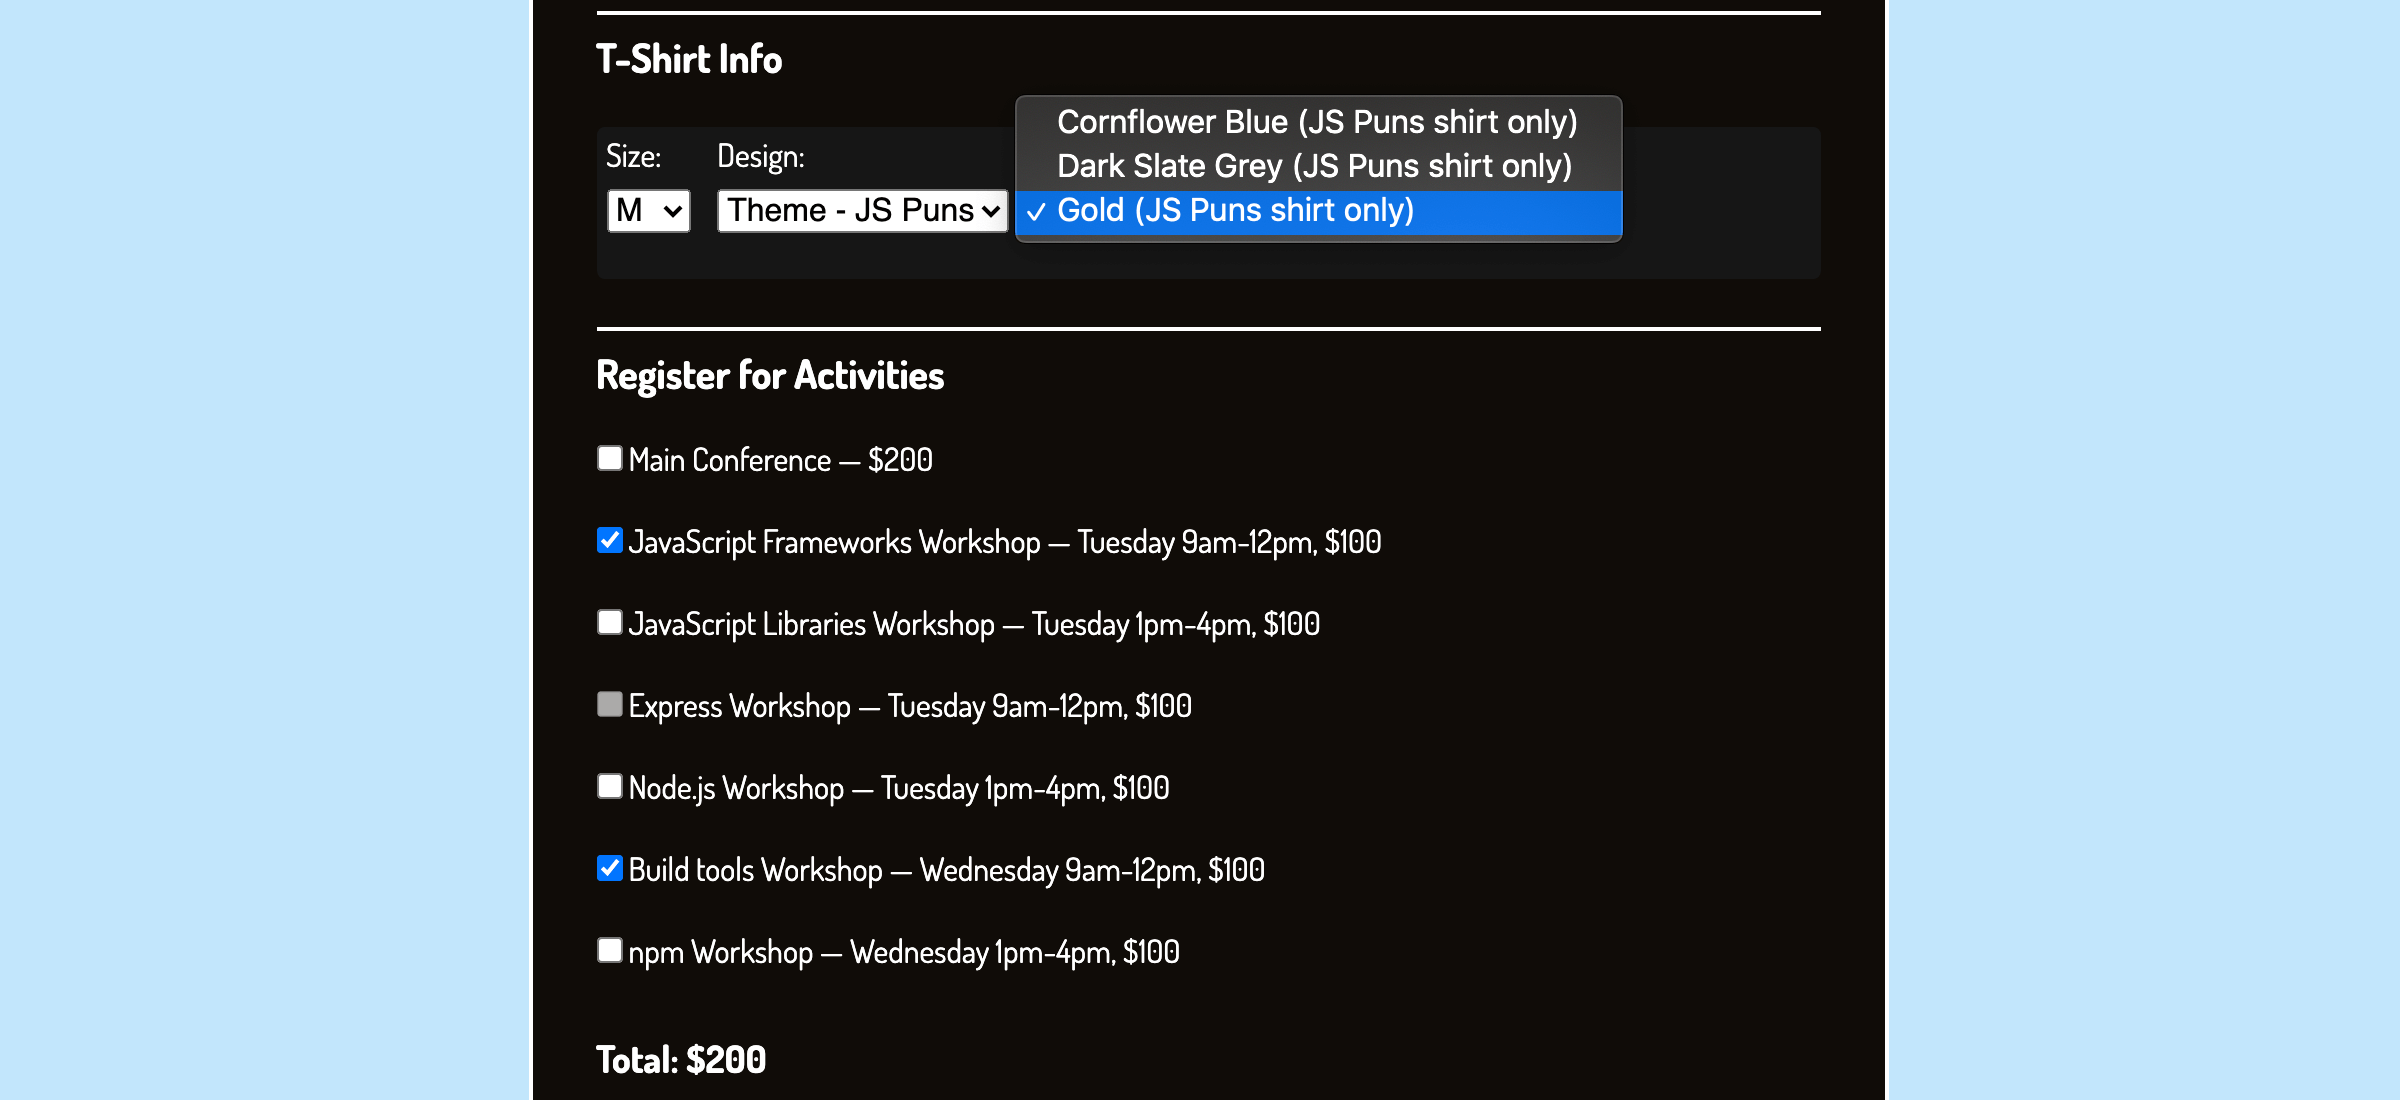 T-Shirt Info
Size:
Design:
M
Theme - JS Puns
Cornflower Blue (JS Puns shirt only)
Dark Slate Grey (JS Puns shirt only)
✓ Gold (JS Puns shirt only)
Register for Activities
Main Conference — $200
JavaScript Frameworks Workshop — Tuesday 9am-12pm, $100
JavaScript Libraries Workshop — Tuesday 1pm-4pm, $100
Express Workshop — Tuesday 9am-12pm, $100
Node.js Workshop — Tuesday 1pm-4pm, $100
Build tools Workshop — Wednesday 9am-12pm, $100
npm Workshop — Wednesday 1pm-4pm, $100
Total: $200